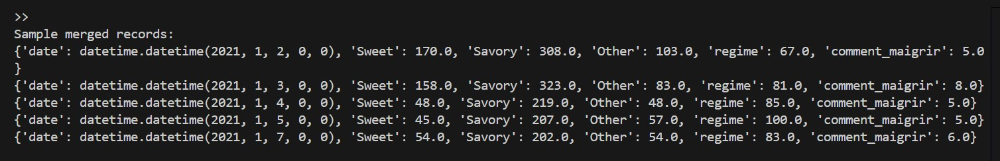 >>
Sample merged records:
{'date': datetime.datetime(2021, 1, 2, 0, 0), 'Sweet': 170.0, 'Savory': 308.0, 'Other': 103.0, 'regime': 67.0, 'comment_maigrir': 5.0
}
{'date': datetime.datetime(2021, 1, 3, 0, 0), 'Sweet': 158.0, 'Savory': 323.0, 'Other': 83.0, 'regime': 81.0, 'comment_maigrir': 8.0}
{'date': datetime.datetime(2021, 1, 4, 0, 0), 'Sweet': 48.0, 'Savory': 219.0, 'Other': 48.0, 'regime': 85.0, 'comment_maigrir': 5.0}
{'date': datetime.datetime(2021, 1, 5, 0, 0), 'Sweet': 45.0, 'Savory': 207.0, 'Other': 57.0, 'regime': 100.0, 'comment_maigrir': 5.0}
{'date': datetime.datetime(2021, 1, 7, 0, 0), 'Sweet': 54.0, 'Savory': 202.0, 'Other': 54.0, 'regime': 83.0, 'comment_maigrir': 6.0}